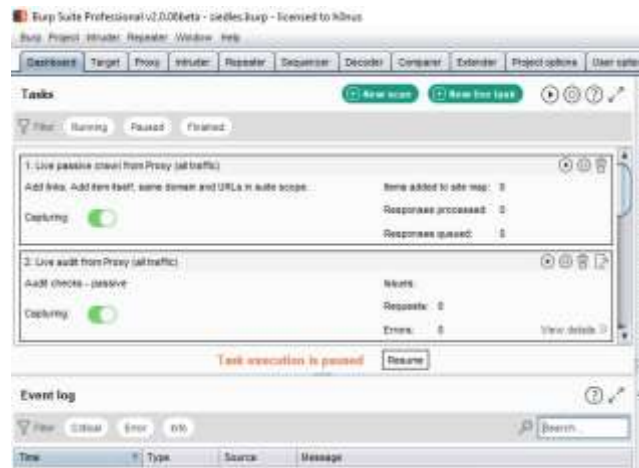 Burp Suite Professional v2.0.06beta - siedles.burp - licensed to h0nus
Burp Project Intruder Repeater Window Help
Dashboard Target Proxy Intruder Repeater Sequencer Decoder Comparer Extender Project options User
Tasks New scan New live task
Filter Running Paused Finished
1. Live passive crawl from Proxy (all traffic)
Add links. Add item itself, same domain and URLs in suite scope. Items added to site map: 0
Responses processed: 0
Capturing: Responses queued: 0
2. Live audit from Proxy (all traffic)
Audit checks - passive Issues:
Requests: 0
Capturing:
Errors: 0 View details
Task execution is paused Resume
Event log
Filter Critical Error Info Search...
Time Type Source Message